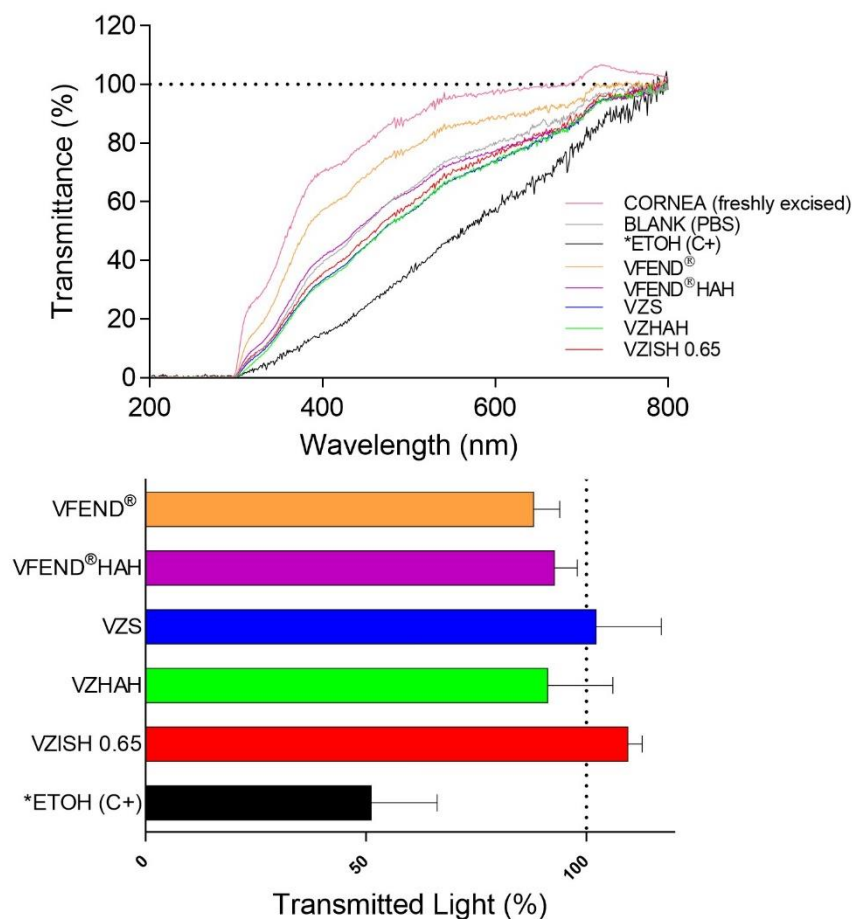 120
100
80
60
40
20
0
Transmittance (%)
200
400
600
800
Wavelength (nm)
CORNEA (freshly excised)
BLANK (PBS)
*ETOH (C+)
VFEND®
VFEND®HAH
VZS
VZHAH
VZISH 0.65
VFEND®
VFEND®HAH
VZS
VZHAH
VZISH 0.65
*ETOH (C+)
0
50
100
Transmitted Light (%)